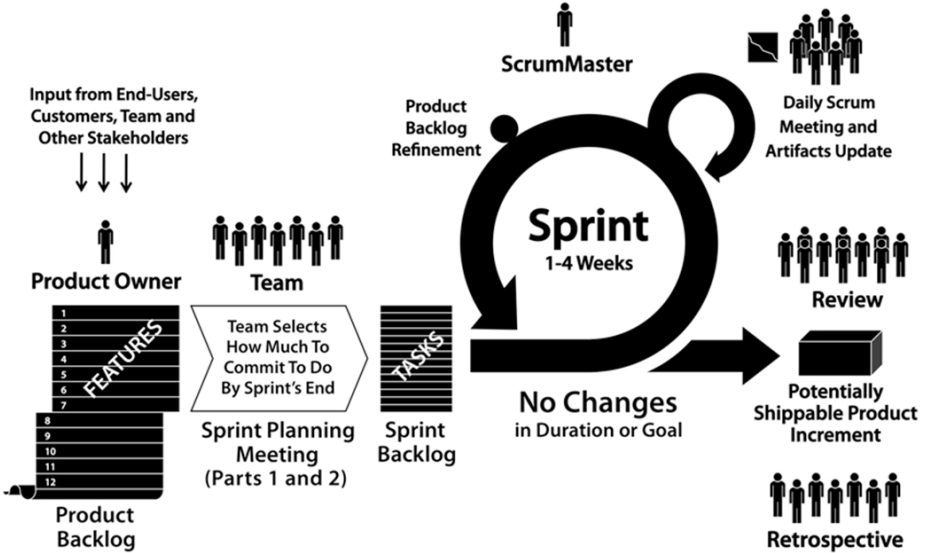 Input from End-Users,
Customers, Team and
Other Stakeholders
Product Owner
1
2
3
4
5
6
7
FEATURES
8
9
10
11
12
Product
Backlog
Team
Team Selects
How Much To
Commit To Do
By Sprint's End
Sprint Planning
Meeting
(Parts 1 and 2)
TASKS
Sprint
Backlog
ScrumMaster
Product
Backlog
Refinement
Sprint
1-4 Weeks
No Changes
in Duration or Goal
Daily Scrum
Meeting and
Artifacts Update
Review
Potentially
Shippable Product
Increment
Retrospective